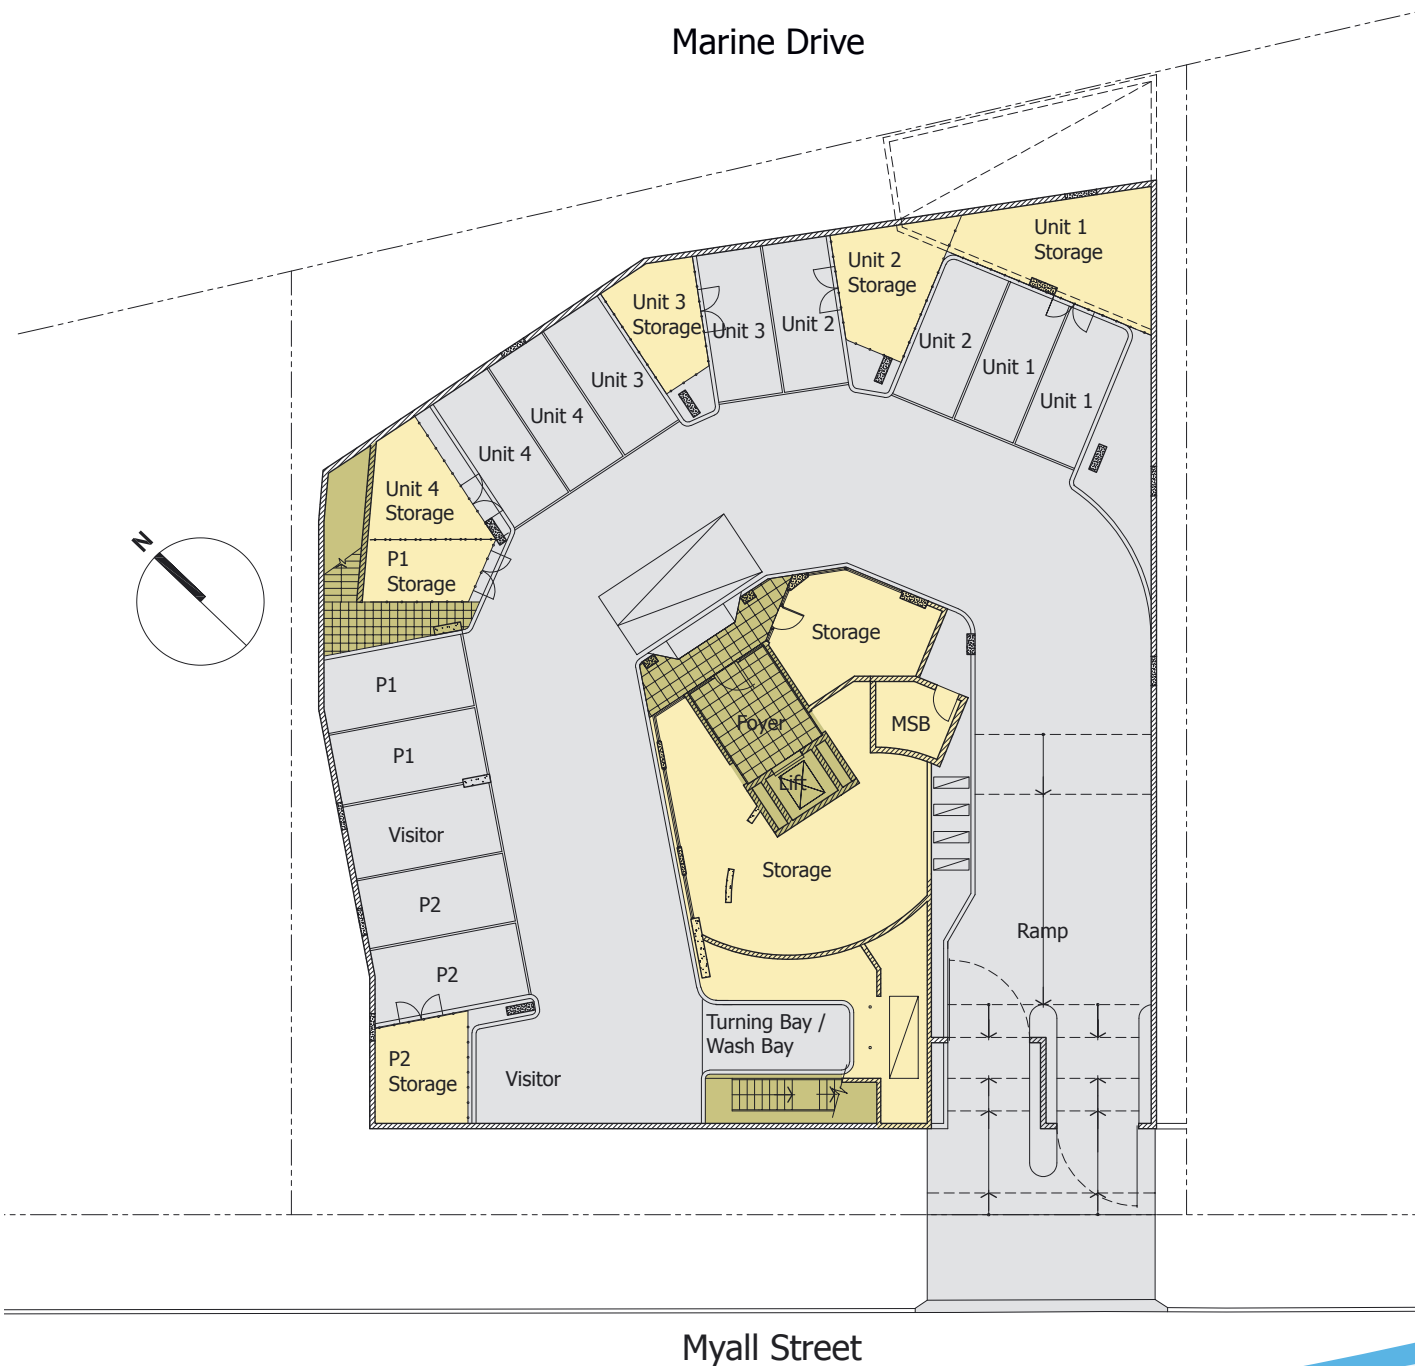 Marine Drive
Unit 1
Storage
Unit 2
Storage
Unit 3
Storage
Unit 3
Unit 2
Unit 2
Unit 1
Unit 1
Unit 3
Unit 4
Unit 4
Unit 4
Storage
P1
Storage
N
Storage
P1
Foyer
MSB
P1
Lift
Visitor
Storage
P2
Ramp
P2
Turning Bay /
Wash Bay
P2
Storage
Visitor
Myall Street